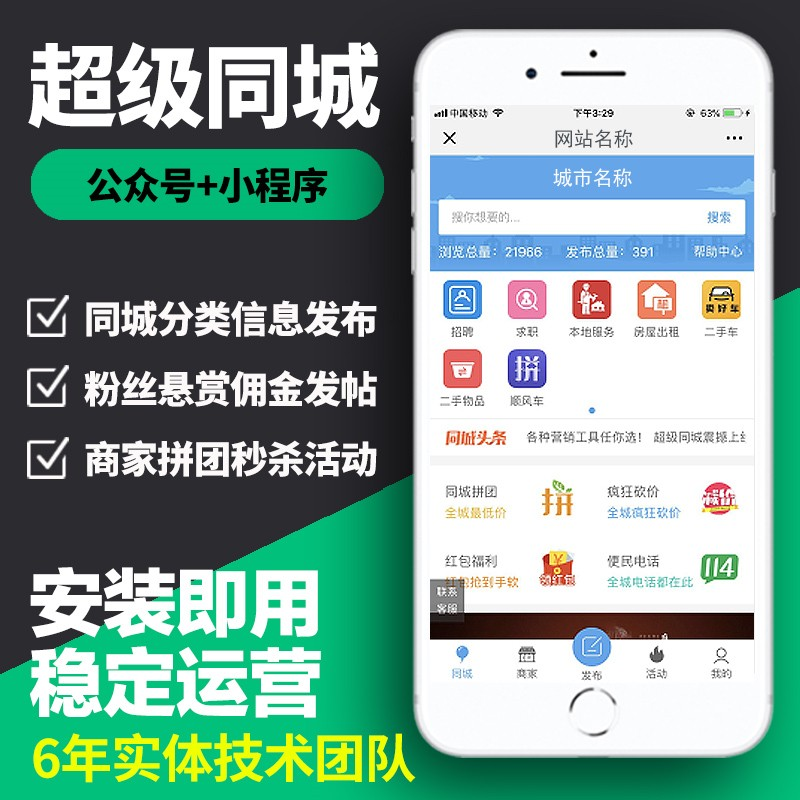 超级同城
公众号+小程序
同城分类信息发布
粉丝悬赏佣金发帖
商家拼团秒杀活动
安装即用
稳定运营
6年实体技术团队
中国移动 下午3:29 63%
网站名称
城市名称
搜你想要的... 搜索
浏览总量：21966 发布总量：391 帮助中心
招聘 求职 本地服务 房屋出租 二手车
卖好车
租
拼
二手物品 顺风车
同城头条 各种营销工具任你选！ 超级同城震撼上线
同城拼团 疯狂砍价
全城最低价 全城疯狂砍价
拼 砍价
红包福利 便民电话
红包抢到手软 全城电话都在此
领红包 114
联系
客服
同城 商家 发布 活动 我的